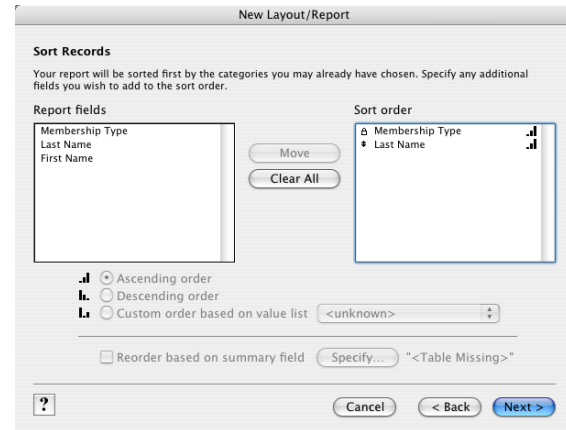 New Layout/Report
Sort Records
Your report will be sorted first by the categories you may already have chosen. Specify any additional
fields you wish to add to the sort order.
Report fields
Sort order
Membership Type
Last Name
First Name
Move
Clear All
Membership Type
Last Name
Ascending order
Descending order
Custom order based on value list <unknown>
Reorder based on summary field Specify... "<Table Missing>"
? Cancel < Back Next >